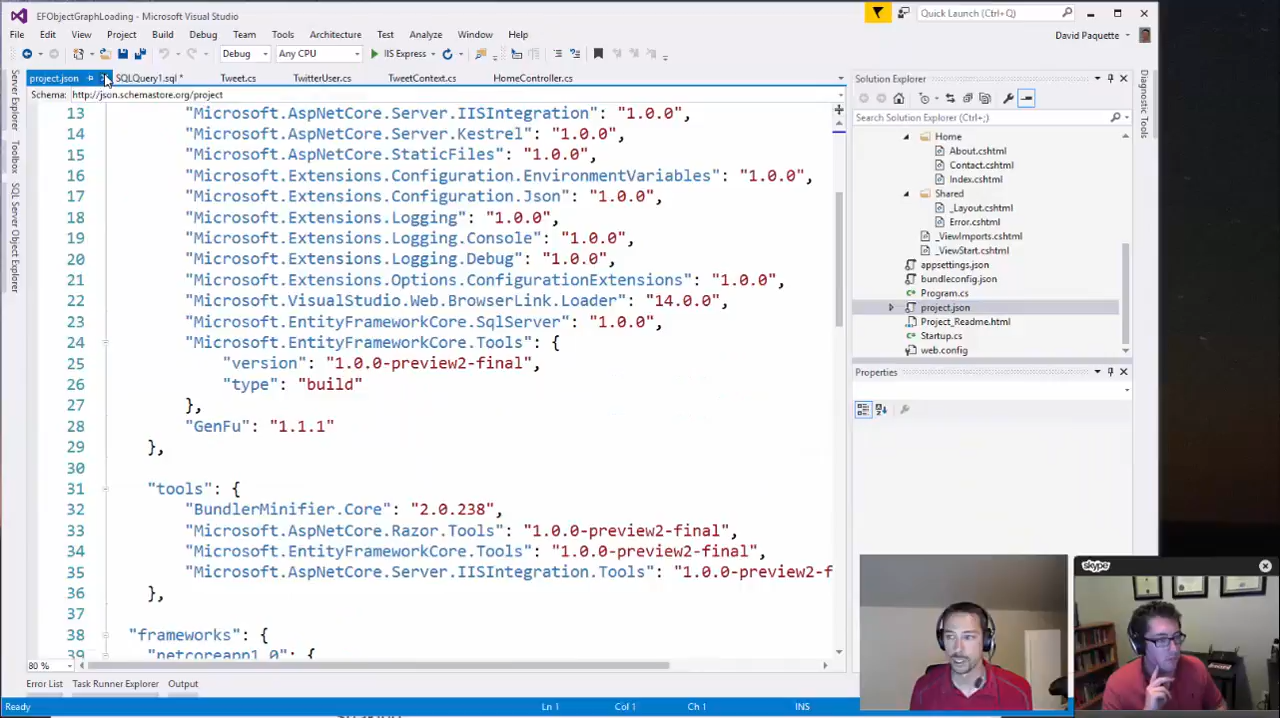 EFObjectGraphLoading - Microsoft Visual Studio
Quick Launch (Ctrl+Q)
File Edit View Project Build Debug Team Tools Architecture Test Analyze Window Help
David Paquette
Debug Any CPU IIS Express
project.json SQLQuery1.sql * Tweet.cs TwitterUser.cs TweetContext.cs HomeController.cs
Schema: http://json.schemastore.org/project
13 "Microsoft.AspNetCore.Server.IISIntegration": "1.0.0",
14 "Microsoft.AspNetCore.Server.Kestrel": "1.0.0",
15 "Microsoft.AspNetCore.StaticFiles": "1.0.0",
16 "Microsoft.Extensions.Configuration.EnvironmentVariables": "1.0.0",
17 "Microsoft.Extensions.Configuration.Json": "1.0.0",
18 "Microsoft.Extensions.Logging": "1.0.0",
19 "Microsoft.Extensions.Logging.Console": "1.0.0",
20 "Microsoft.Extensions.Logging.Debug": "1.0.0",
21 "Microsoft.Extensions.Options.ConfigurationExtensions": "1.0.0",
22 "Microsoft.VisualStudio.Web.BrowserLink.Loader": "14.0.0",
23 "Microsoft.EntityFrameworkCore.SqlServer": "1.0.0",
24 "Microsoft.EntityFrameworkCore.Tools": {
25 "version": "1.0.0-preview2-final",
26 "type": "build"
27 },
28 "GenFu": "1.1.1"
29 },
30
31 "tools": {
32 "BundlerMinifier.Core": "2.0.238",
33 "Microsoft.AspNetCore.Razor.Tools": "1.0.0-preview2-final",
34 "Microsoft.EntityFrameworkCore.Tools": "1.0.0-preview2-final",
35 "Microsoft.AspNetCore.Server.IISIntegration.Tools": "1.0.0-preview2-f
36 },
37
38 "frameworks": {
39 "netcoreapp1.0": {
80 %
Error List Task Runner Explorer Output
Ready Ln 1 Col 1 Ch 1 INS
Server Explorer
Toolbox
SQL Server Object Explorer
Solution Explorer
Search Solution Explorer (Ctrl+;)
Home
About.cshtml
Contact.cshtml
Index.cshtml
Shared
_Layout.cshtml
Error.cshtml
_ViewImports.cshtml
_ViewStart.cshtml
appsettings.json
bundleconfig.json
Program.cs
project.json
Project_Readme.html
Startup.cs
web.config
Properties
Diagnostic Tools
skype